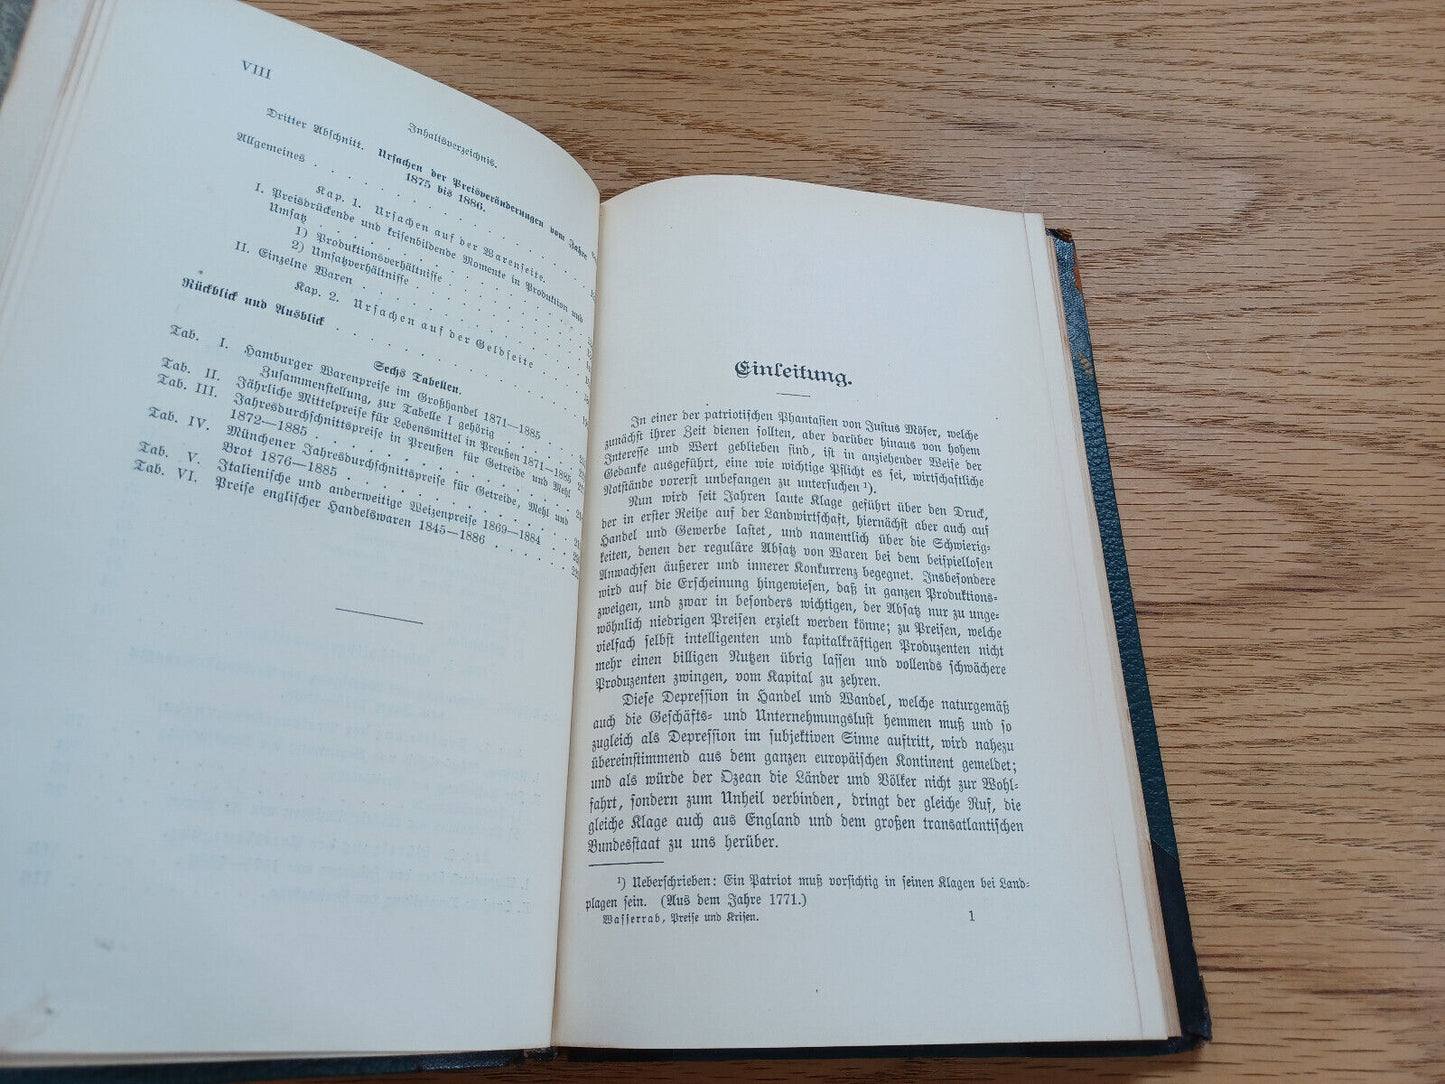 VIII
Inhaltsverzeichnis.
Dritter Abschnitt. Ursachen der Preisveränderungen vom Jahre
1875 bis 1886.
Allgemeines
Kap. 1. Ursachen auf der Warenseite.
I. Preisdrückende und krisenbildende Momente in Produktion und
Umsatz
1) Produktionsverhältnisse
2) Umsatzverhältnisse
II. Einzelne Waren
Kap. 2. Ursachen auf der Geldseite
Rückblick und Ausblick
Sechs Tabellen.
Tab. I. Hamburger Warenpreise im Großhandel 1871—1885
Zusammenstellung, zur Tabelle I gehörig
Tab. II. Jährliche Mittelpreise für Lebensmittel in Preußen 1871—1885
Tab. III. Jahresdurchschnittspreise in Preußen für Getreide und Mehl
1872—1885
Tab. IV. Münchener Jahresdurchschnittspreise für Getreide, Mehl und
Brot 1876—1885
Tab. V. Italienische und anderweitige Weizenpreise 1869—1884
Tab. VI. Preise englischer Handelswaren 1845—1886
Einleitung.
In einer der patriotischen Phantasien von Justus Möser, welche
zunächst ihrer Zeit dienen sollten, aber darüber hinaus von hohem
Interesse und Wert geblieben sind, ist in anziehender Weise der
Gedanke ausgeführt, eine wie wichtige Pflicht es sei, wirtschaftliche
Notstände vorerst unbefangen zu untersuchen ¹).
Nun wird seit Jahren laute Klage geführt über den Druck,
der in erster Reihe auf der Landwirtschaft, hiernächst aber auch auf
Handel und Gewerbe lastet, und namentlich über die Schwierig-
keiten, denen der reguläre Absatz von Waren bei dem beispiellosen
Anwachsen äußerer und innerer Konkurrenz begegnet. Insbesondere
wird auf die Erscheinung hingewiesen, daß in ganzen Produktions-
zweigen, und zwar in besonders wichtigen, der Absatz nur zu unge-
wöhnlich niedrigen Preisen erzielt werden könne; zu Preisen, welche
vielfach selbst intelligenten und kapitalkräftigen Produzenten nicht
mehr einen billigen Nutzen übrig lassen und vollends schwächere
Produzenten zwingen, vom Kapital zu zehren.
Diese Depression in Handel und Wandel, welche naturgemäß
auch die Geschäfts- und Unternehmungslust hemmen muß und so
zugleich als Depression im subjektiven Sinne auftritt, wird nahezu
übereinstimmend aus dem ganzen europäischen Kontinent gemeldet;
und als würde der Ozean die Länder und Völker nicht zur Wohl-
fahrt, sondern zum Unheil verbinden, dringt der gleiche Ruf, die
gleiche Klage auch aus England und dem großen transatlantischen
Bundesstaat zu uns herüber.
¹) Ueberschrieben: Ein Patriot muß vorsichtig in seinen Klagen bei Land-
plagen sein. (Aus dem Jahre 1771.)
Wasserrab, Preise und Krisen. 1